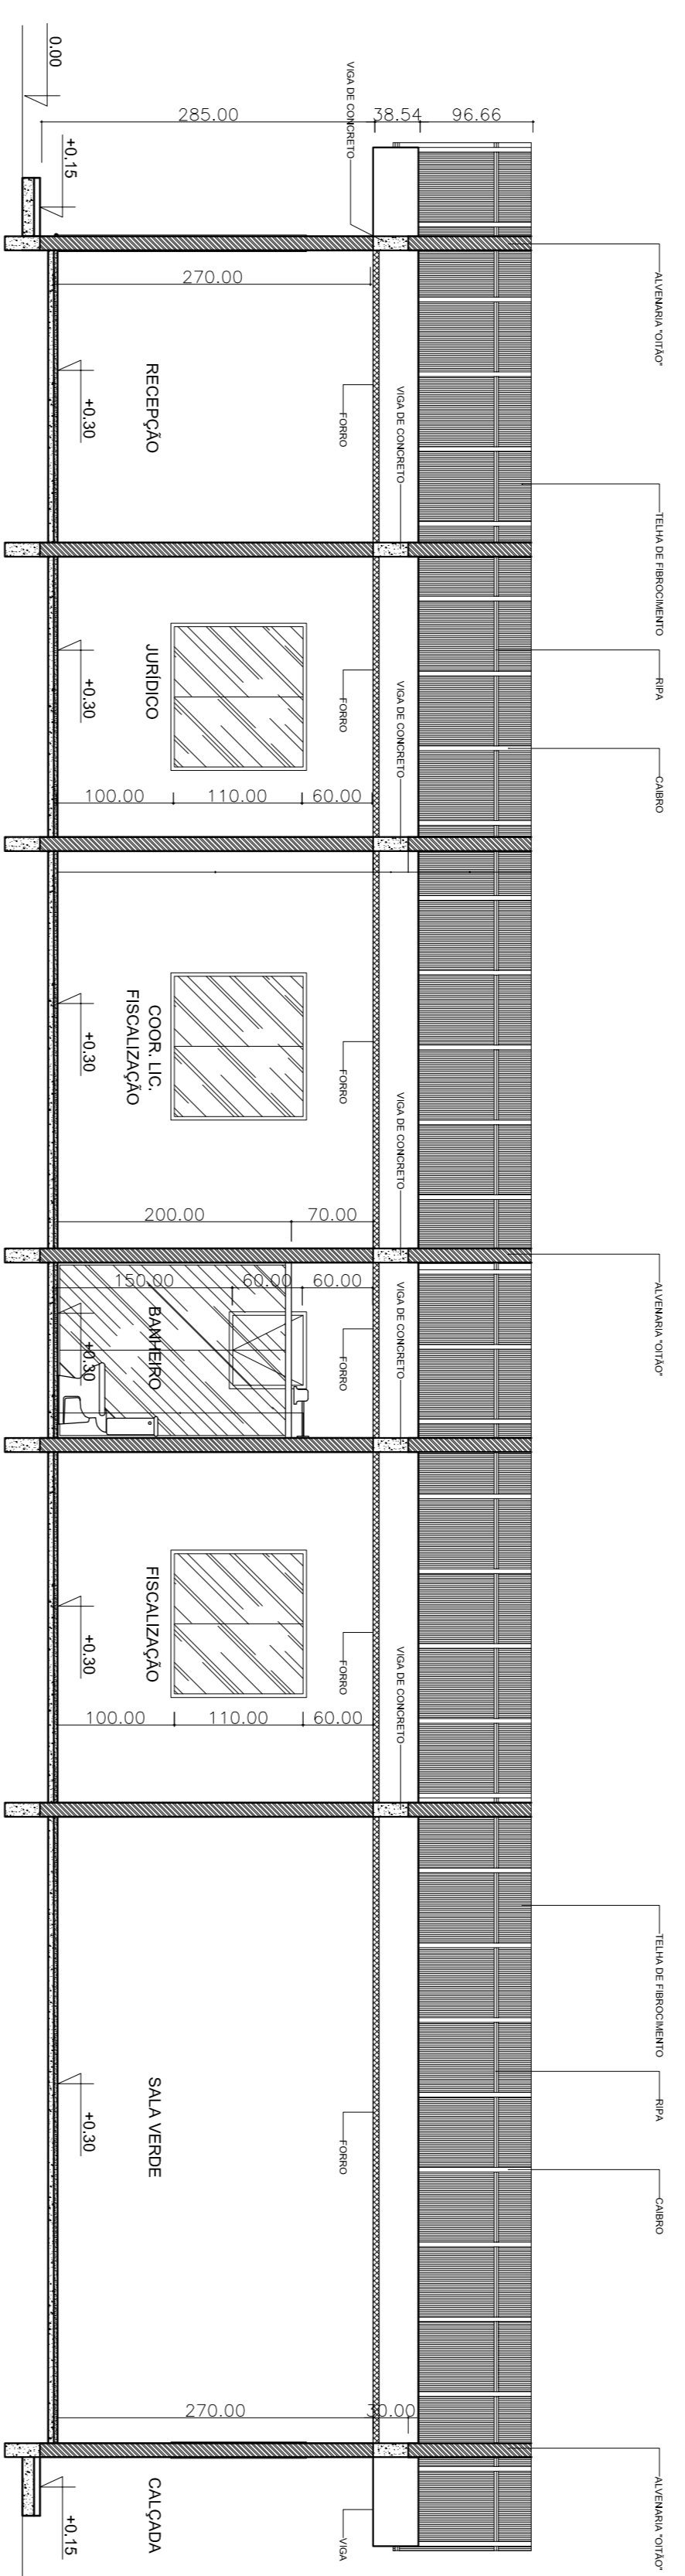 ALVENARIA "OITÃO"
TELHA DE FIBROCIMENTO
RIPA
CAIBRO
ALVENARIA "OITÃO"
TELHA DE FIBROCIMENTO
RIPA
CAIBRO
ALVENARIA "OITÃO"
96.66
38.54
285.00
VIGA DE CONCRETO
VIGA DE CONCRETO
VIGA DE CONCRETO
VIGA DE CONCRETO
VIGA DE CONCRETO
VIGA DE CONCRETO
VIGA
0.00
+0.15
270.00
FORRO
RECEPÇÃO
+0.30
FORRO
JURÍDICO
+0.30
100.00
110.00
60.00
FORRO
COOR. LIC.
FISCALIZAÇÃO
+0.30
200.00
70.00
FORRO
150.00
60.00
60.00
BANHEIRO
+0.30
FORRO
FISCALIZAÇÃO
+0.30
100.00
110.00
60.00
FORRO
SALA VERDE
+0.30
270.00
30.00
CALÇADA
+0.15